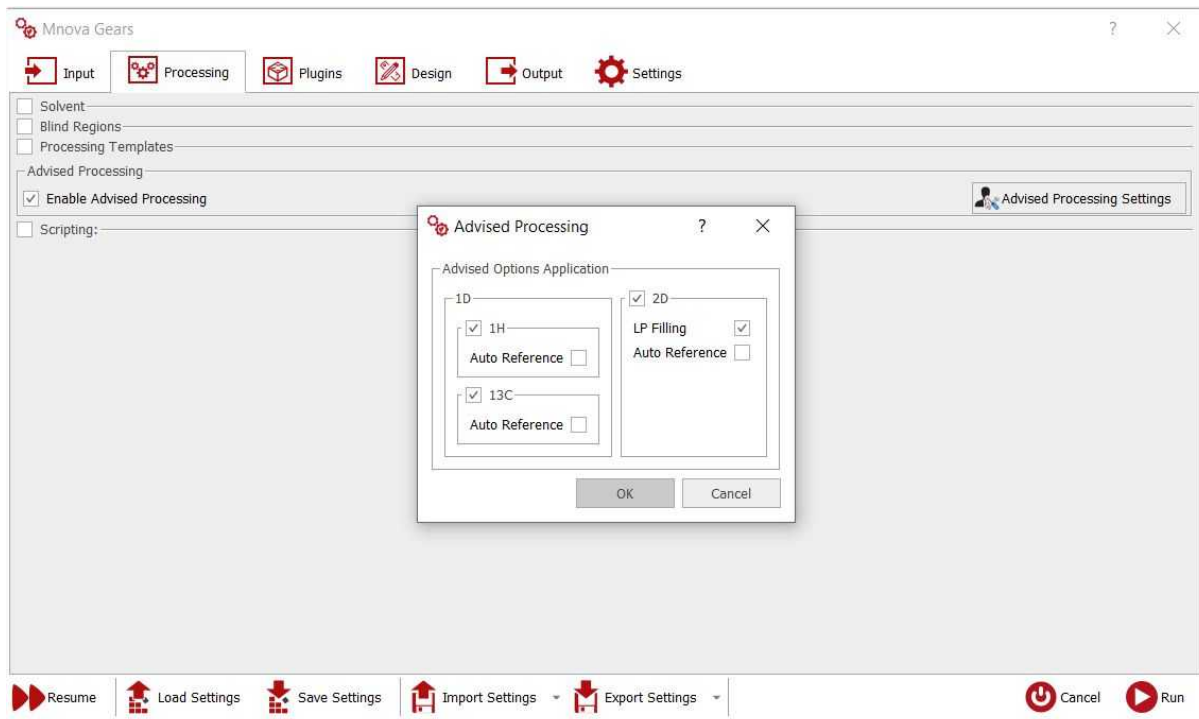 Mnova Gears ?
Input Processing Plugins Design Output Settings
Solvent
Blind Regions
Processing Templates
Advised Processing
Enable Advised Processing Advised Processing Settings
Scripting:
Advised Processing ?
Advised Options Application
1D
1H
Auto Reference
13C
Auto Reference
2D
LP Filling
Auto Reference
OK Cancel
Resume Load Settings Save Settings Import Settings Export Settings Cancel Run